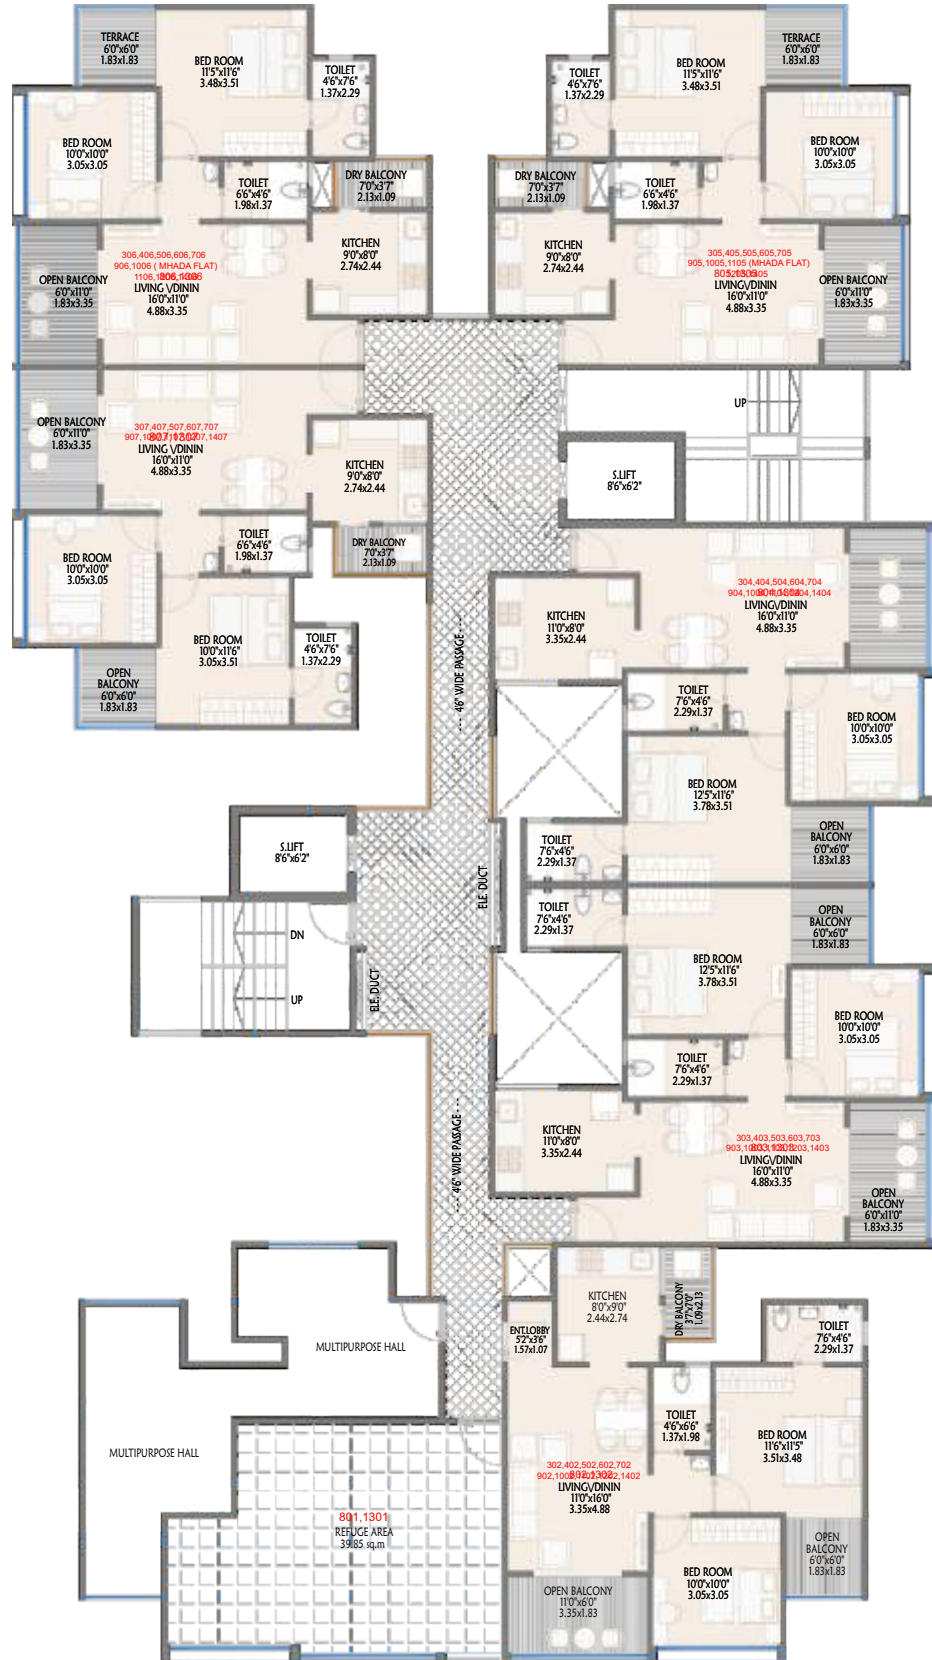 TERRACE
6'0"x6'0"
1.83x1.83
BED ROOM
11'5"x11'6"
3.48x3.51
TOILET
4'6"x7'6"
1.37x2.29
BED ROOM
10'0"x10'0"
3.05x3.05
TOILET
6'6"x4'6"
1.98x1.37
DRY BALCONY
7'0"x3'7"
2.13x1.09
KITCHEN
9'0"x8'0"
2.74x2.44
306,406,506,606,706
906,1006 ( MHADA FLAT)
OPEN BALCONY
6'0"x11'0"
1.83x3.35
LIVING \/DININ
16'0"x11'0"
4.88x3.35
TOILET
4'6"x7'6"
1.37x2.29
BED ROOM
11'5"x11'6"
3.48x3.51
TERRACE
6'0"x6'0"
1.83x1.83
BED ROOM
10'0"x10'0"
3.05x3.05
DRY BALCONY
7'0"x3'7"
2.13x1.09
TOILET
6'6"x4'6"
1.98x1.37
KITCHEN
9'0"x8'0"
2.74x2.44
305,405,505,605,705
905,1005,1105 (MHADA FLAT)
LIVING\/DININ
16'0"x11'0"
4.88x3.35
OPEN BALCONY
6'0"x11'0"
1.83x3.35
OPEN BALCONY
6'0"x11'0"
1.83x3.35
307,407,507,607,707
LIVING \/DININ
16'0"x11'0"
4.88x3.35
KITCHEN
9'0"x8'0"
2.74x2.44
UP
S.LIFT
8'6"x6'2"
BED ROOM
10'0"x10'0"
3.05x3.05
TOILET
6'6"x4'6"
1.98x1.37
DRY BALCONY
7'0"x3'7"
2.13x1.09
BED ROOM
10'0"x11'6"
3.05x3.51
TOILET
4'6"x7'6"
1.37x2.29
OPEN
BALCONY
6'0"x6'0"
1.83x1.83
--- 4'6" WIDE PASSAGE ---
KITCHEN
11'0"x8'0"
3.35x2.44
304,404,504,604,704
LIVING\/DININ
16'0"x11'0"
4.88x3.35
TOILET
7'6"x4'6"
2.29x1.37
BED ROOM
10'0"x10'0"
3.05x3.05
BED ROOM
12'5"x11'6"
3.78x3.51
OPEN
BALCONY
6'0"x6'0"
1.83x1.83
TOILET
7'6"x4'6"
2.29x1.37
S.LIFT
8'6"x6'2"
ELE. DUCT
DN
UP
ELE. DUCT
TOILET
7'6"x4'6"
2.29x1.37
OPEN
BALCONY
6'0"x6'0"
1.83x1.83
BED ROOM
12'5"x11'6"
3.78x3.51
BED ROOM
10'0"x10'0"
3.05x3.05
TOILET
7'6"x4'6"
2.29x1.37
KITCHEN
11'0"x8'0"
3.35x2.44
303,403,503,603,703
LIVING\/DININ
16'0"x11'0"
4.88x3.35
OPEN
BALCONY
6'0"x11'0"
1.83x3.35
--- 4'6" WIDE PASSAGE ---
KITCHEN
8'0"x9'0"
2.44x2.74
DRY BALCONY
3'7"x7'0"
1.09x2.13
ENT.LOBBY
5'2"x3'6"
1.57x1.07
TOILET
7'6"x4'6"
2.29x1.37
MULTIPURPOSE HALL
MULTIPURPOSE HALL
TOILET
4'6"x6'6"
1.37x1.98
BED ROOM
11'6"x11'5"
3.51x3.48
302,402,502,602,702
LIVING\/DININ
11'0"x16'0"
3.35x4.88
801,1301
REFUGE AREA
39.85 sq.m
OPEN
BALCONY
6'0"x6'0"
1.83x1.83
OPEN BALCONY
11'0"x6'0"
3.35x1.83
BED ROOM
10'0"x10'0"
3.05x3.05